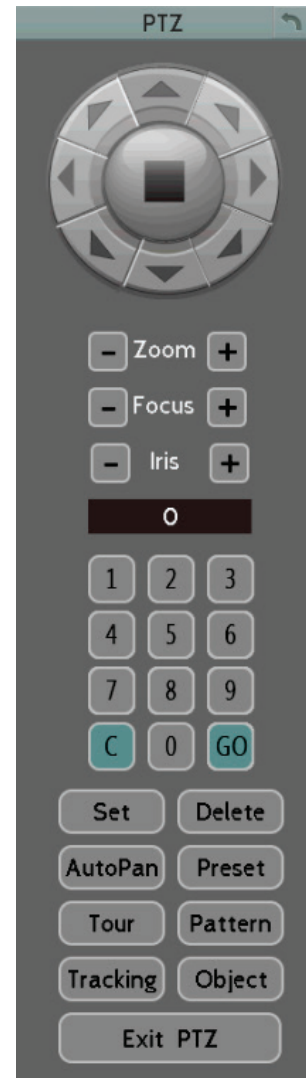 PTZ
- Zoom +
- Focus +
- Iris +
0
1 2 3
4 5 6
7 8 9
C 0 GO
Set Delete
AutoPan Preset
Tour Pattern
Tracking Object
Exit PTZ